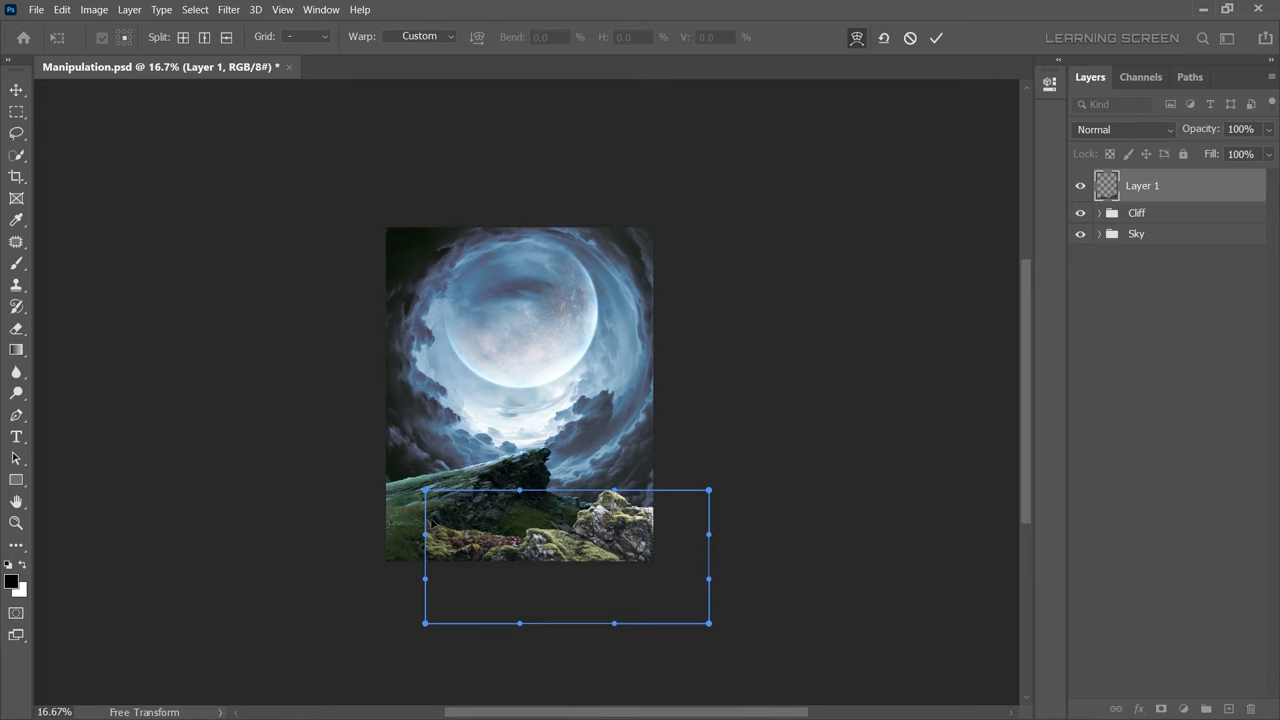 Ps File Edit Image Layer Type Select Filter 3D View Window Help
Split: Grid: - Warp: Custom Bend: 0.0 % H: 0.0 % V: 0.0 % LEARNING SCREEN
Manipulation.psd @ 16.7% (Layer 1, RGB/8#) * ×
Layers Channels Paths
Kind
Normal Opacity: 100%
Lock: Fill: 100%
Layer 1
Cliff
Sky
16.67% Free Transform
fx